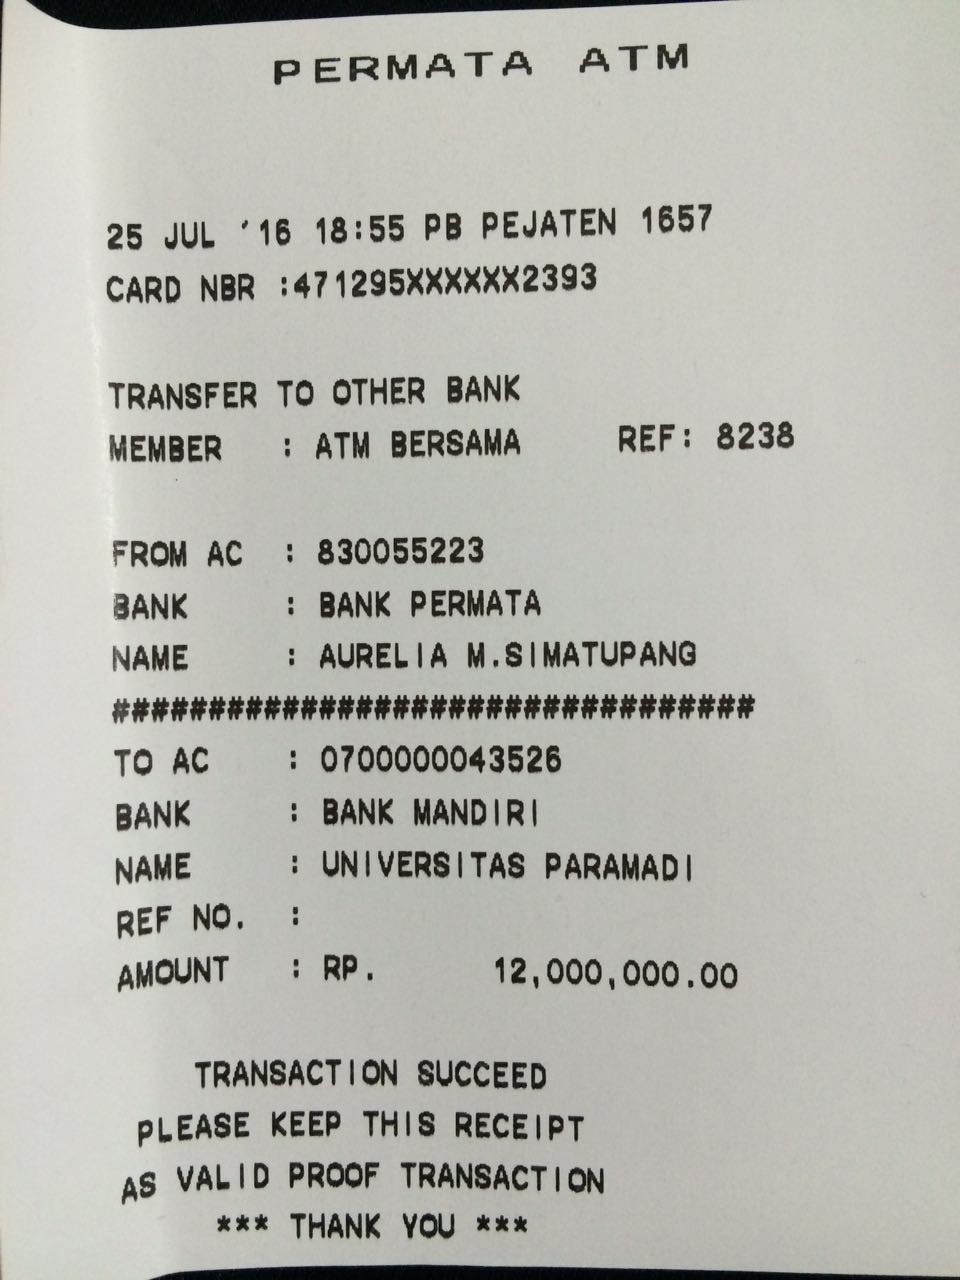 PERMATA ATM
25 JUL '16 18:55 PB PEJATEN 1657
CARD NBR :471295XXXXXX2393
TRANSFER TO OTHER BANK
MEMBER : ATM BERSAMA REF: 8238
FROM AC : 830055223
BANK : BANK PERMATA
NAME : AURELIA M.SIMATUPANG
###################################
TO AC : 0700000043526
BANK : BANK MANDIRI
NAME : UNIVERSITAS PARAMADI
REF NO. :
AMOUNT : RP. 12,000,000.00
TRANSACTION SUCCEED
PLEASE KEEP THIS RECEIPT
AS VALID PROOF TRANSACTION
*** THANK YOU ***